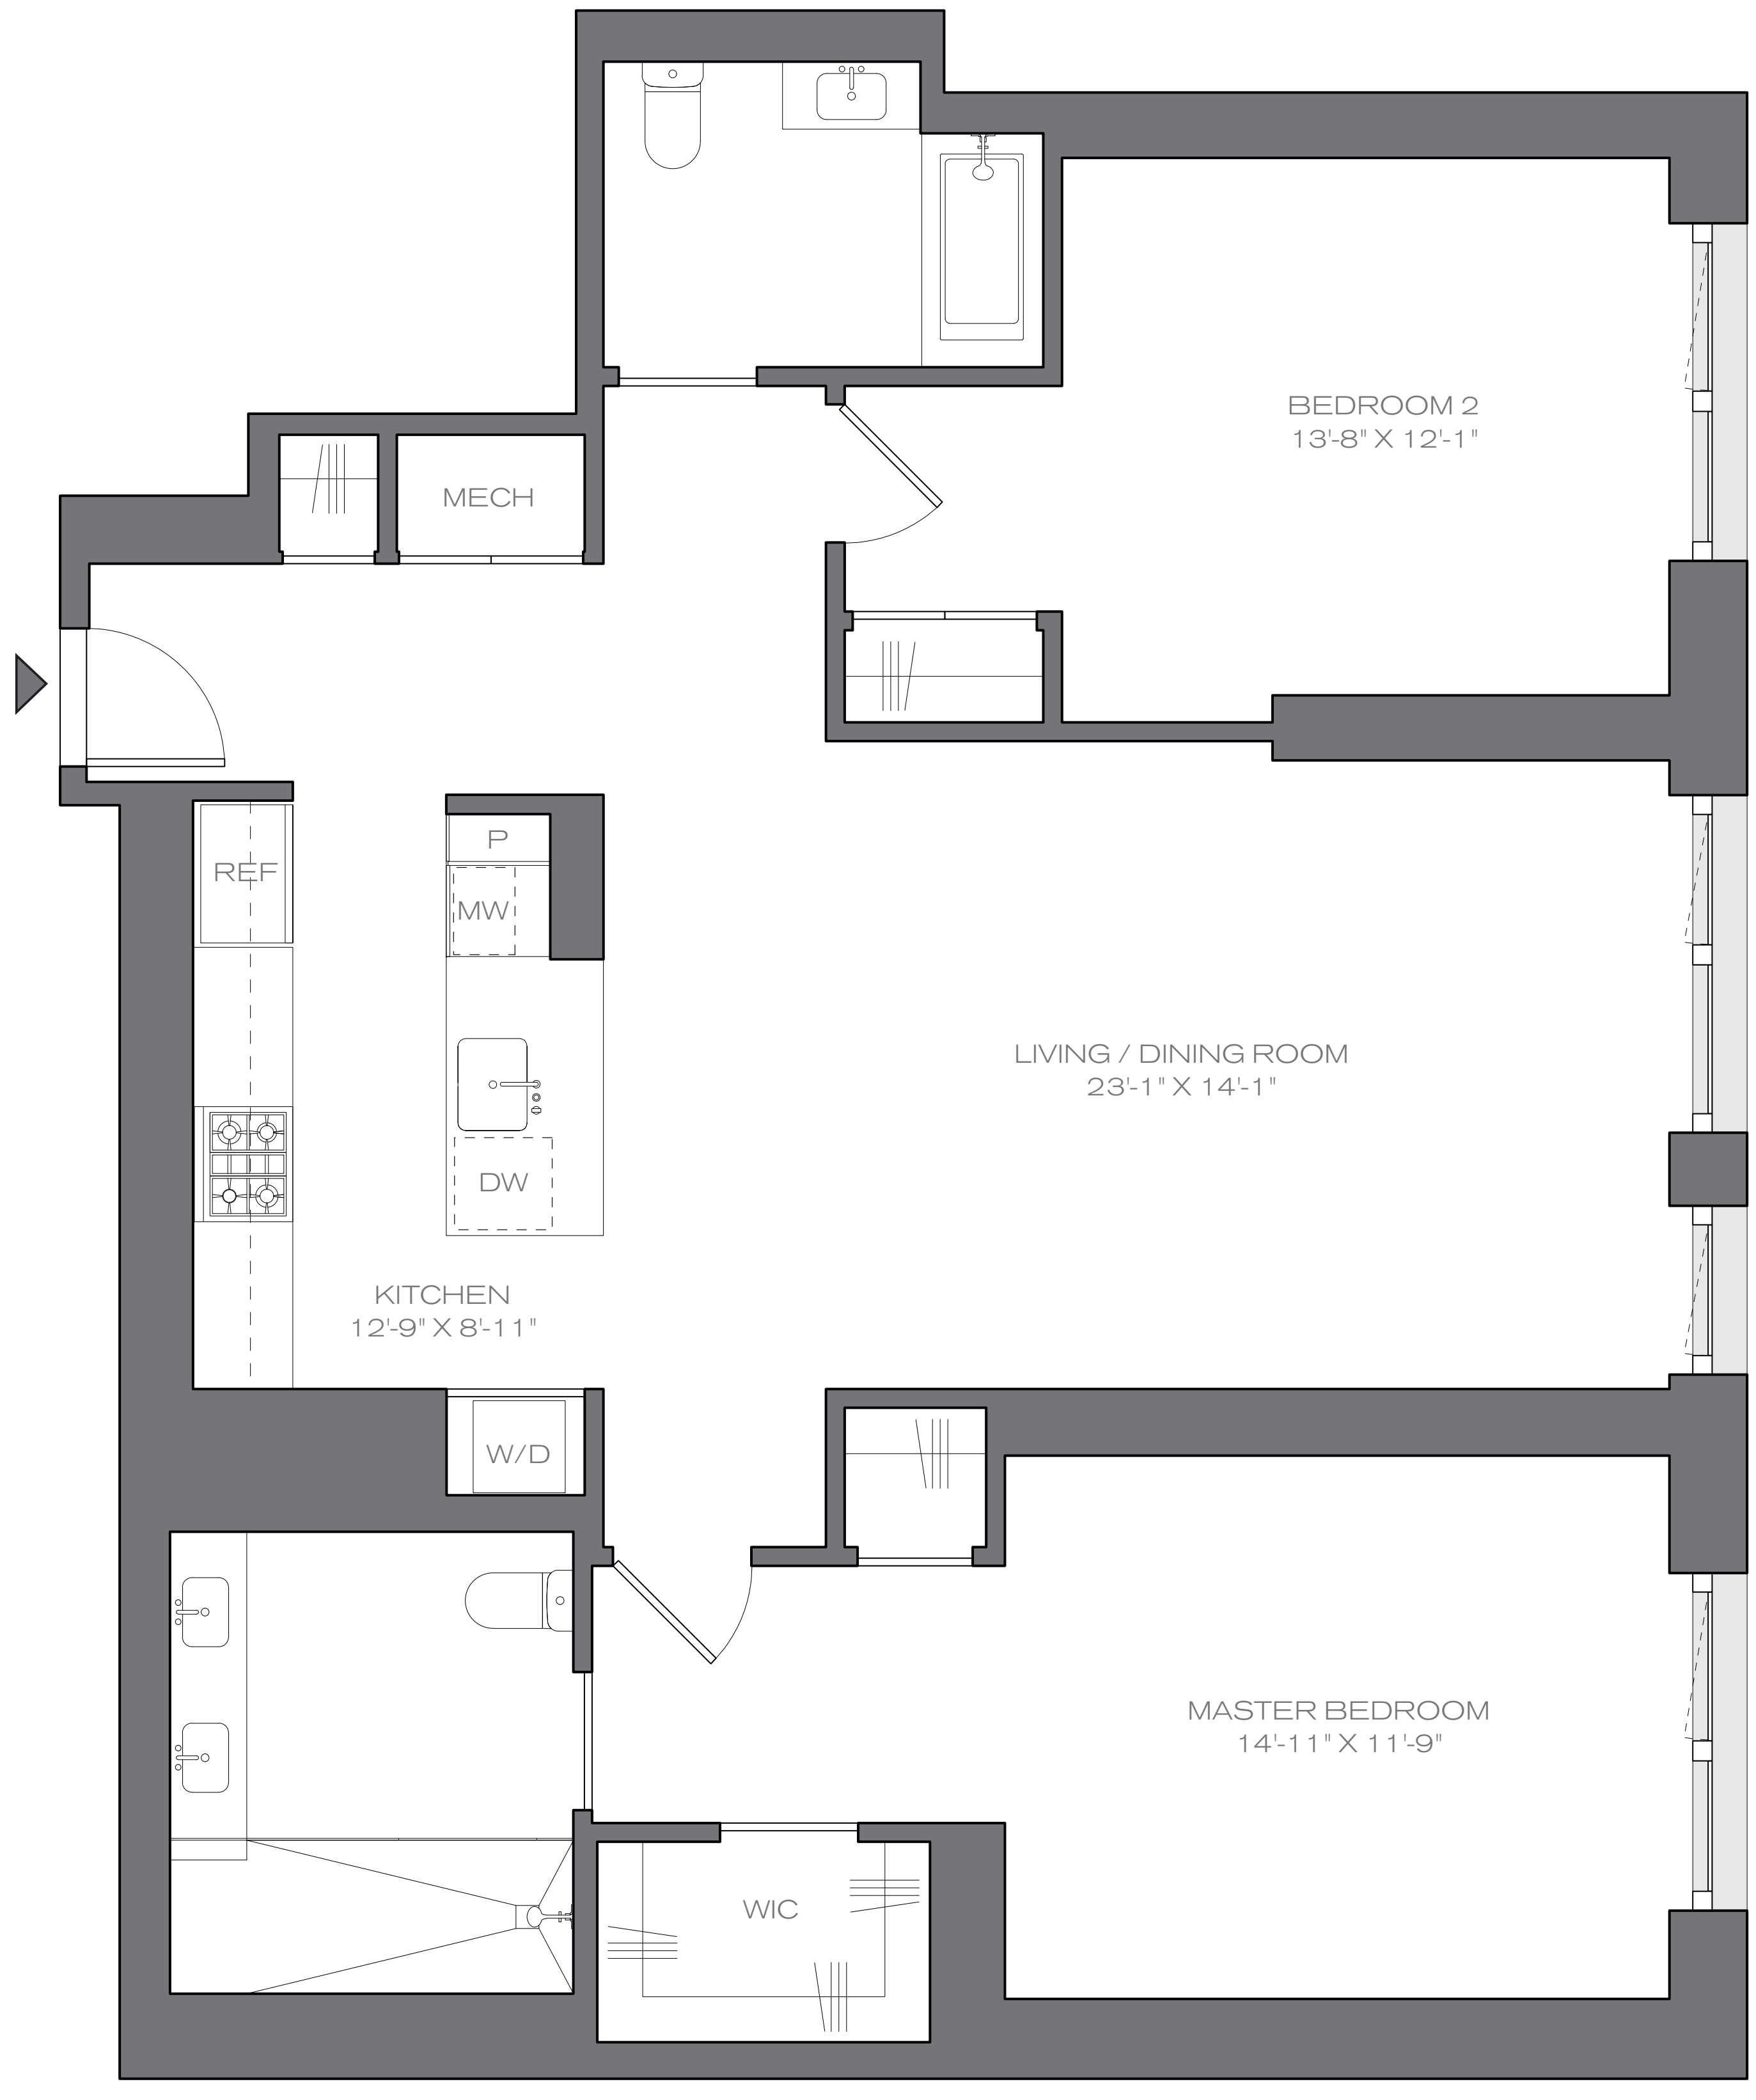 BEDROOM 2
13'-8" X 12'-1"
MECH
P
REF
MW
LIVING / DINING ROOM
23'-1" X 14'-1"
DW
KITCHEN
12'-9" X 8'-11"
W/D
MASTER BEDROOM
14'-11" X 11'-9"
WIC